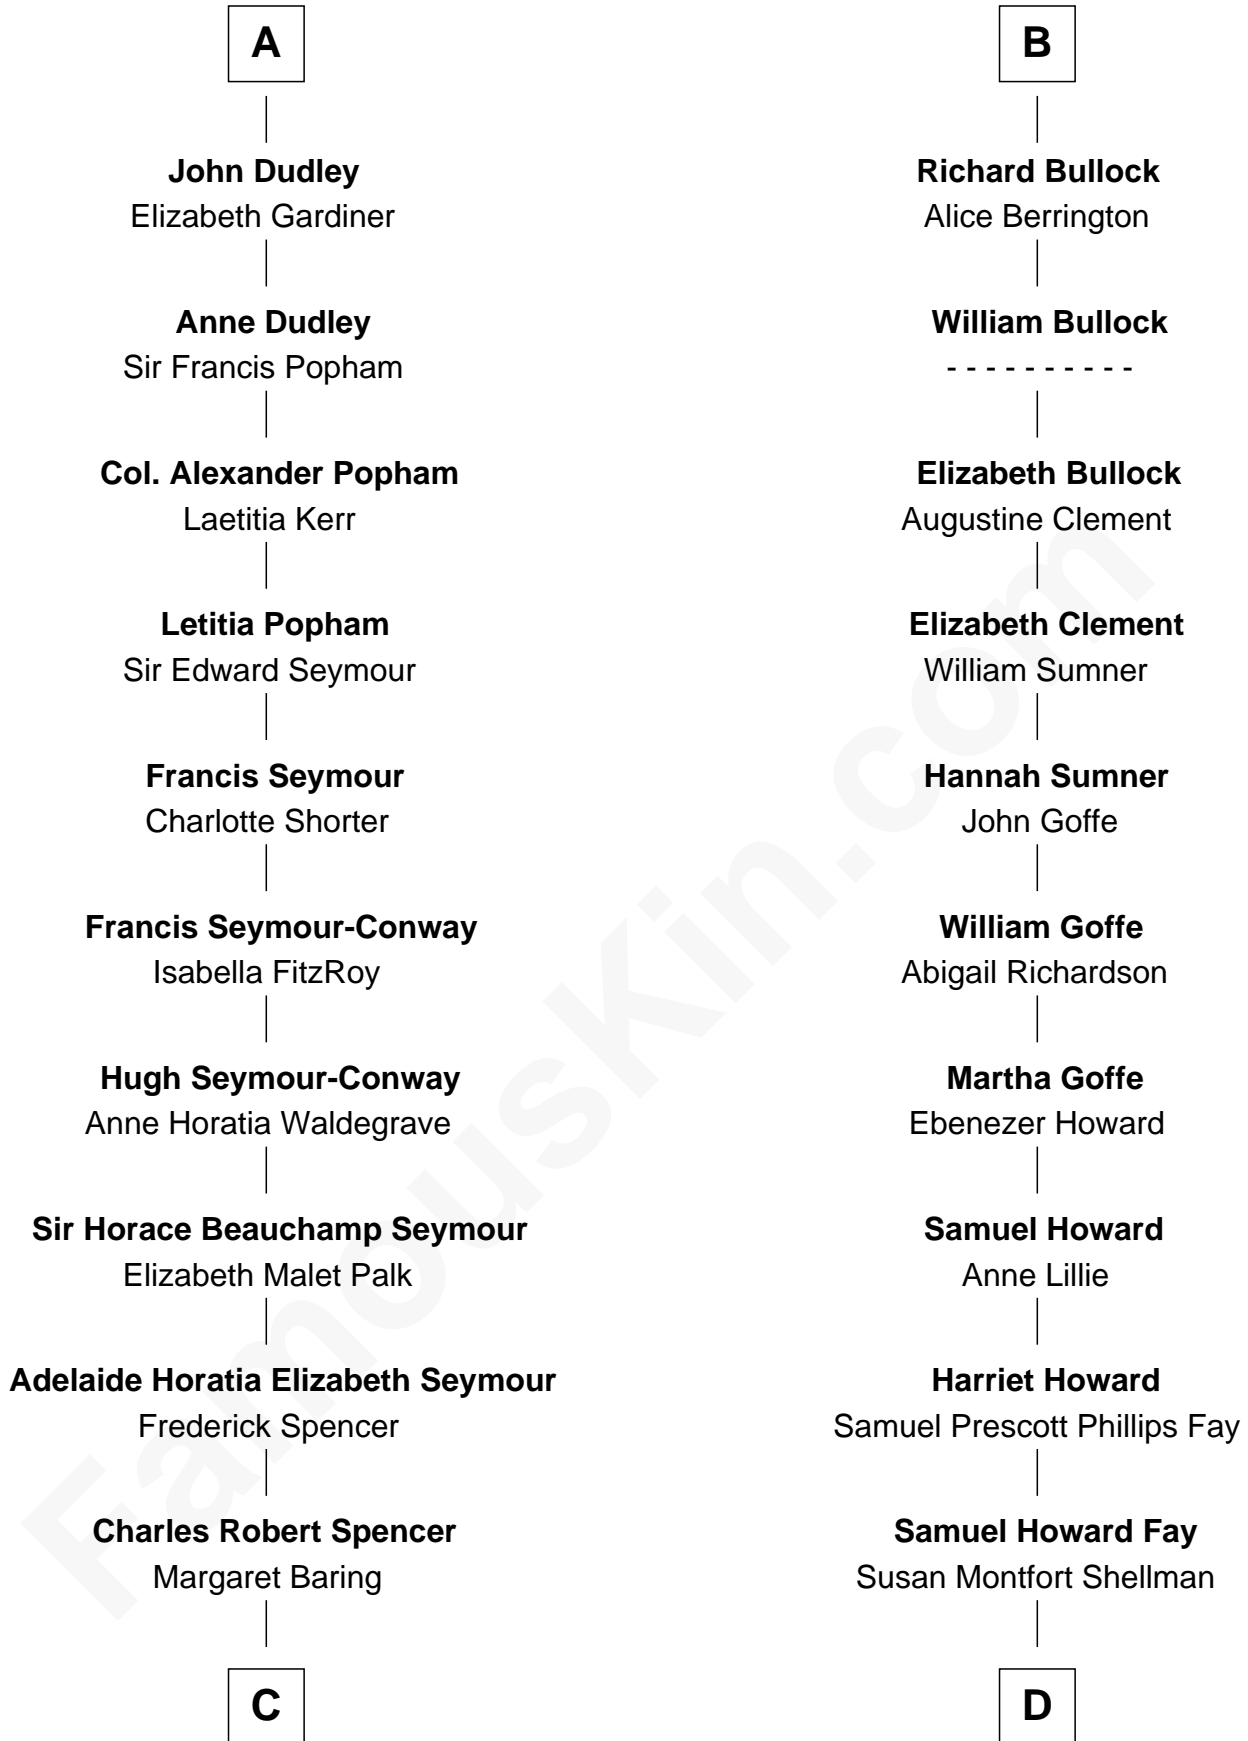 A
John Dudley
Elizabeth Gardiner
Anne Dudley
Sir Francis Popham
Col. Alexander Popham
Laetitia Kerr
Letitia Popham
Sir Edward Seymour
Francis Seymour
Charlotte Shorter
Francis Seymour-Conway
Isabella FitzRoy
Hugh Seymour-Conway
Anne Horatia Waldegrave
Sir Horace Beauchamp Seymour
Elizabeth Malet Palk
Adelaide Horatia Elizabeth Seymour
Frederick Spencer
Charles Robert Spencer
Margaret Baring
C
B
Richard Bullock
Alice Berrington
William Bullock
- - - - - - - - - -
Elizabeth Bullock
Augustine Clement
Elizabeth Clement
William Sumner
Hannah Sumner
John Goffe
William Goffe
Abigail Richardson
Martha Goffe
Ebenezer Howard
Samuel Howard
Anne Lillie
Harriet Howard
Samuel Prescott Phillips Fay
Samuel Howard Fay
Susan Montfort Shellman
D
FamousKin.com